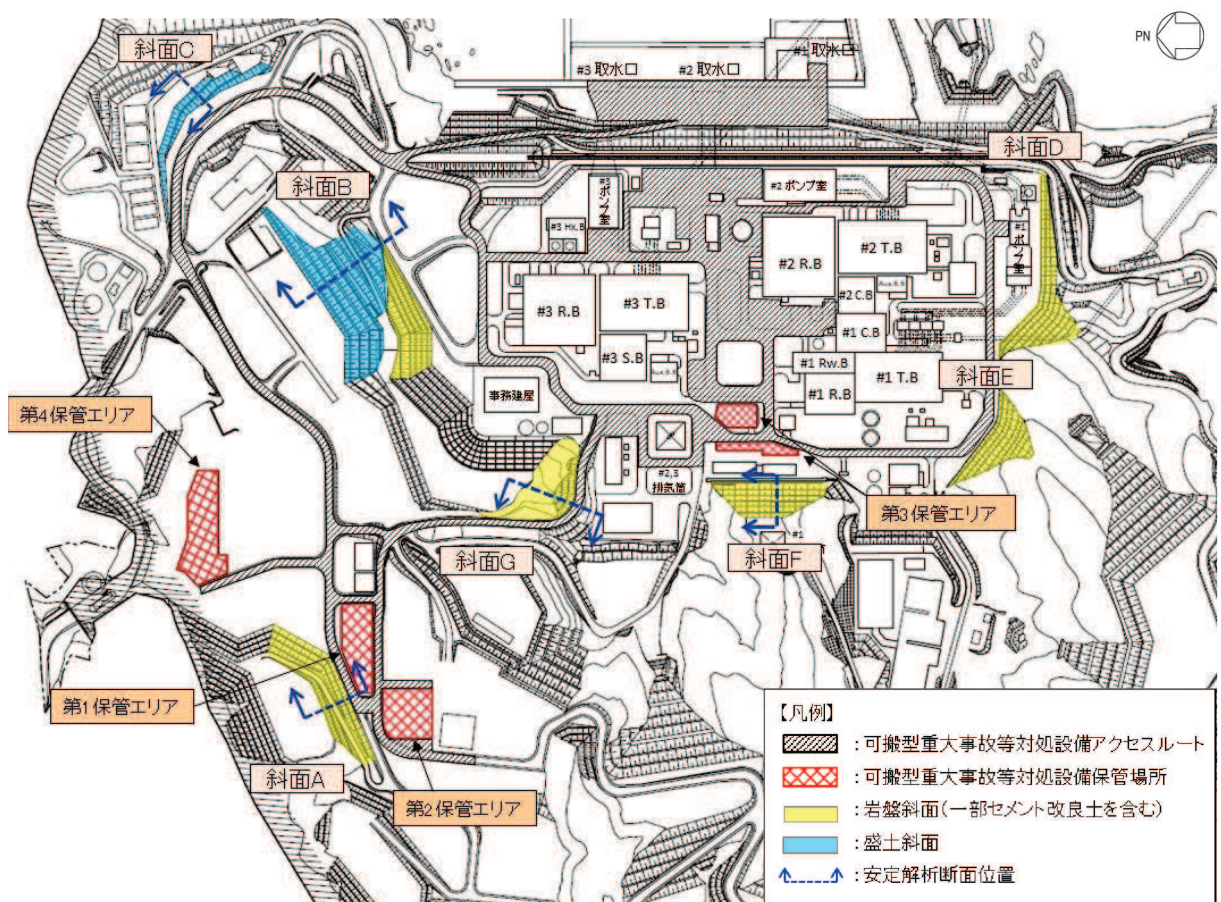 斜面C
PN
#1 取水口
#3 取水口
#2 取水口
斜面D
斜面B
#3 ポンプ室
#2 ポンプ室
#1 ポンプ室
#3 Hx.B
#2 R.B
#2 T.B
#2 C.B
#3 R.B
#3 T.B
#1 C.B
#3 S.B
#1 Rw.B
#1 T.B
斜面E
#1 R.B
事務建屋
第4保管エリア
#2,3
排気筒
第3保管エリア
#1
斜面G
斜面F
第1保管エリア
斜面A
第2保管エリア
【凡例】
:可搬型重大事故等対処設備アクセスルート
:可搬型重大事故等対処設備保管場所
:岩盤斜面(一部セメント改良土を含む)
:盛土斜面
:安定解析断面位置